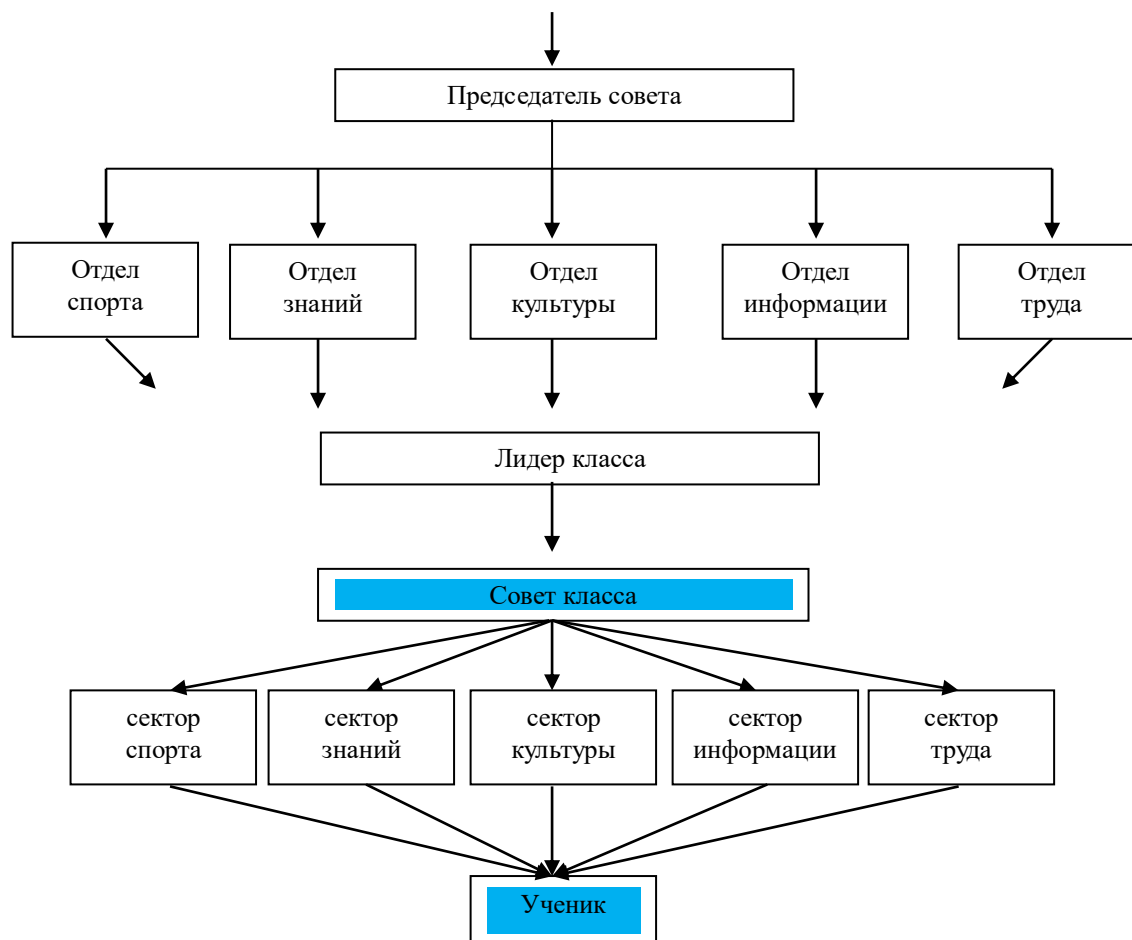 Председатель совета
Отдел
спорта
Отдел
знаний
Отдел
культуры
Отдел
информации
Отдел
труда
Лидер класса
Совет класса
сектор
спорта
сектор
знаний
сектор
культуры
сектор
информации
сектор
труда
Ученик